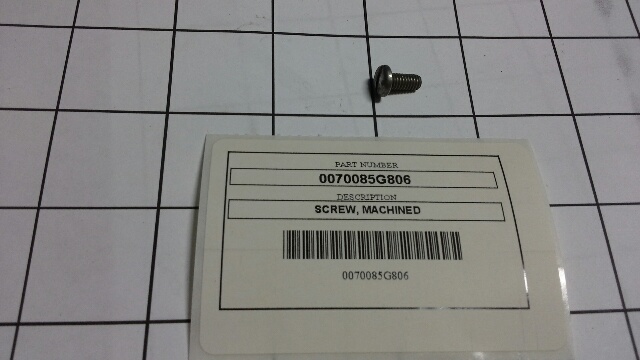 PART NUMBER
0070085G806
DESCRIPTION
SCREW, MACHINED
0070085G806